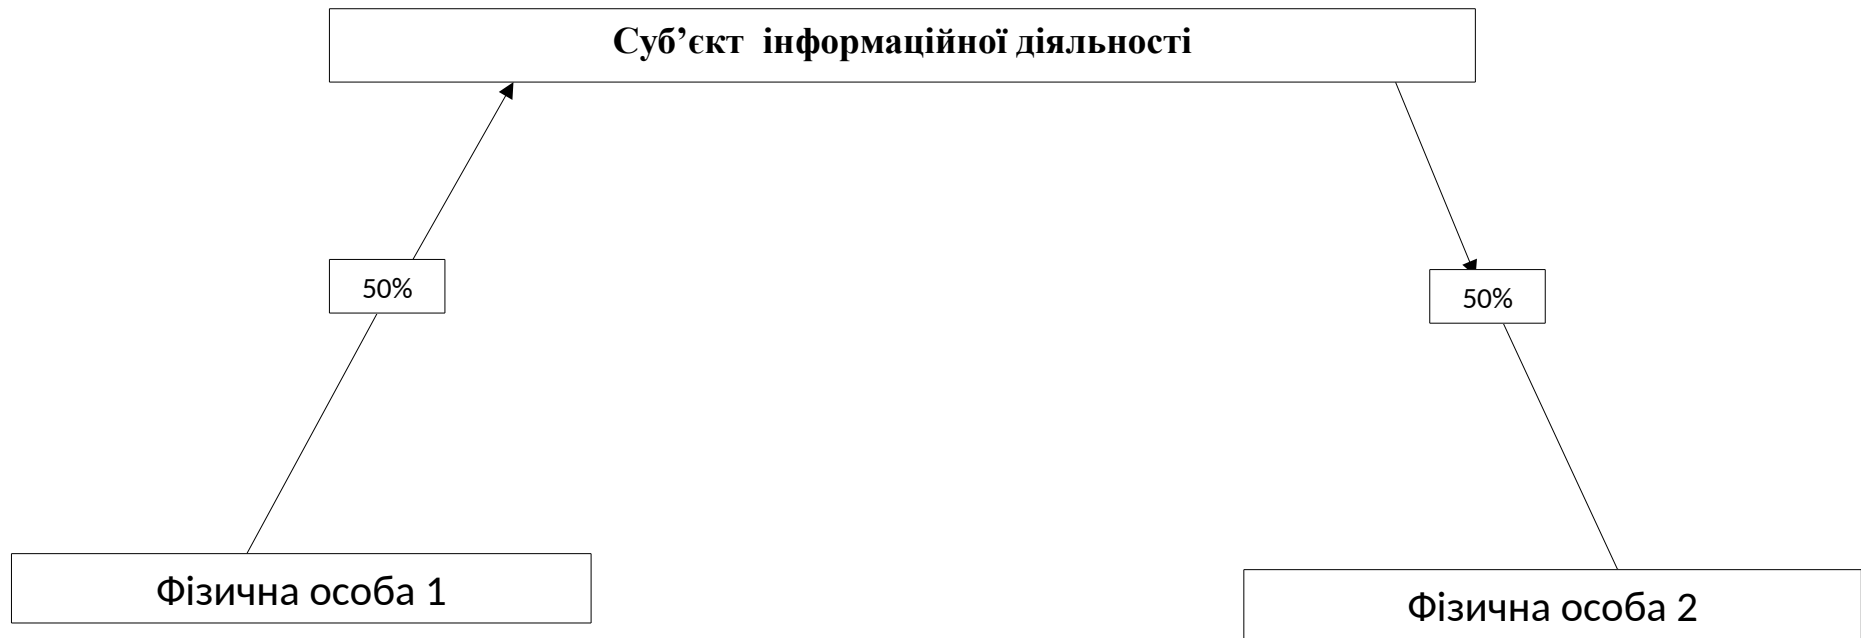 Суб’єкт інформаційної діяльності
50%
50%
Фізична особа 1
Фізична особа 2